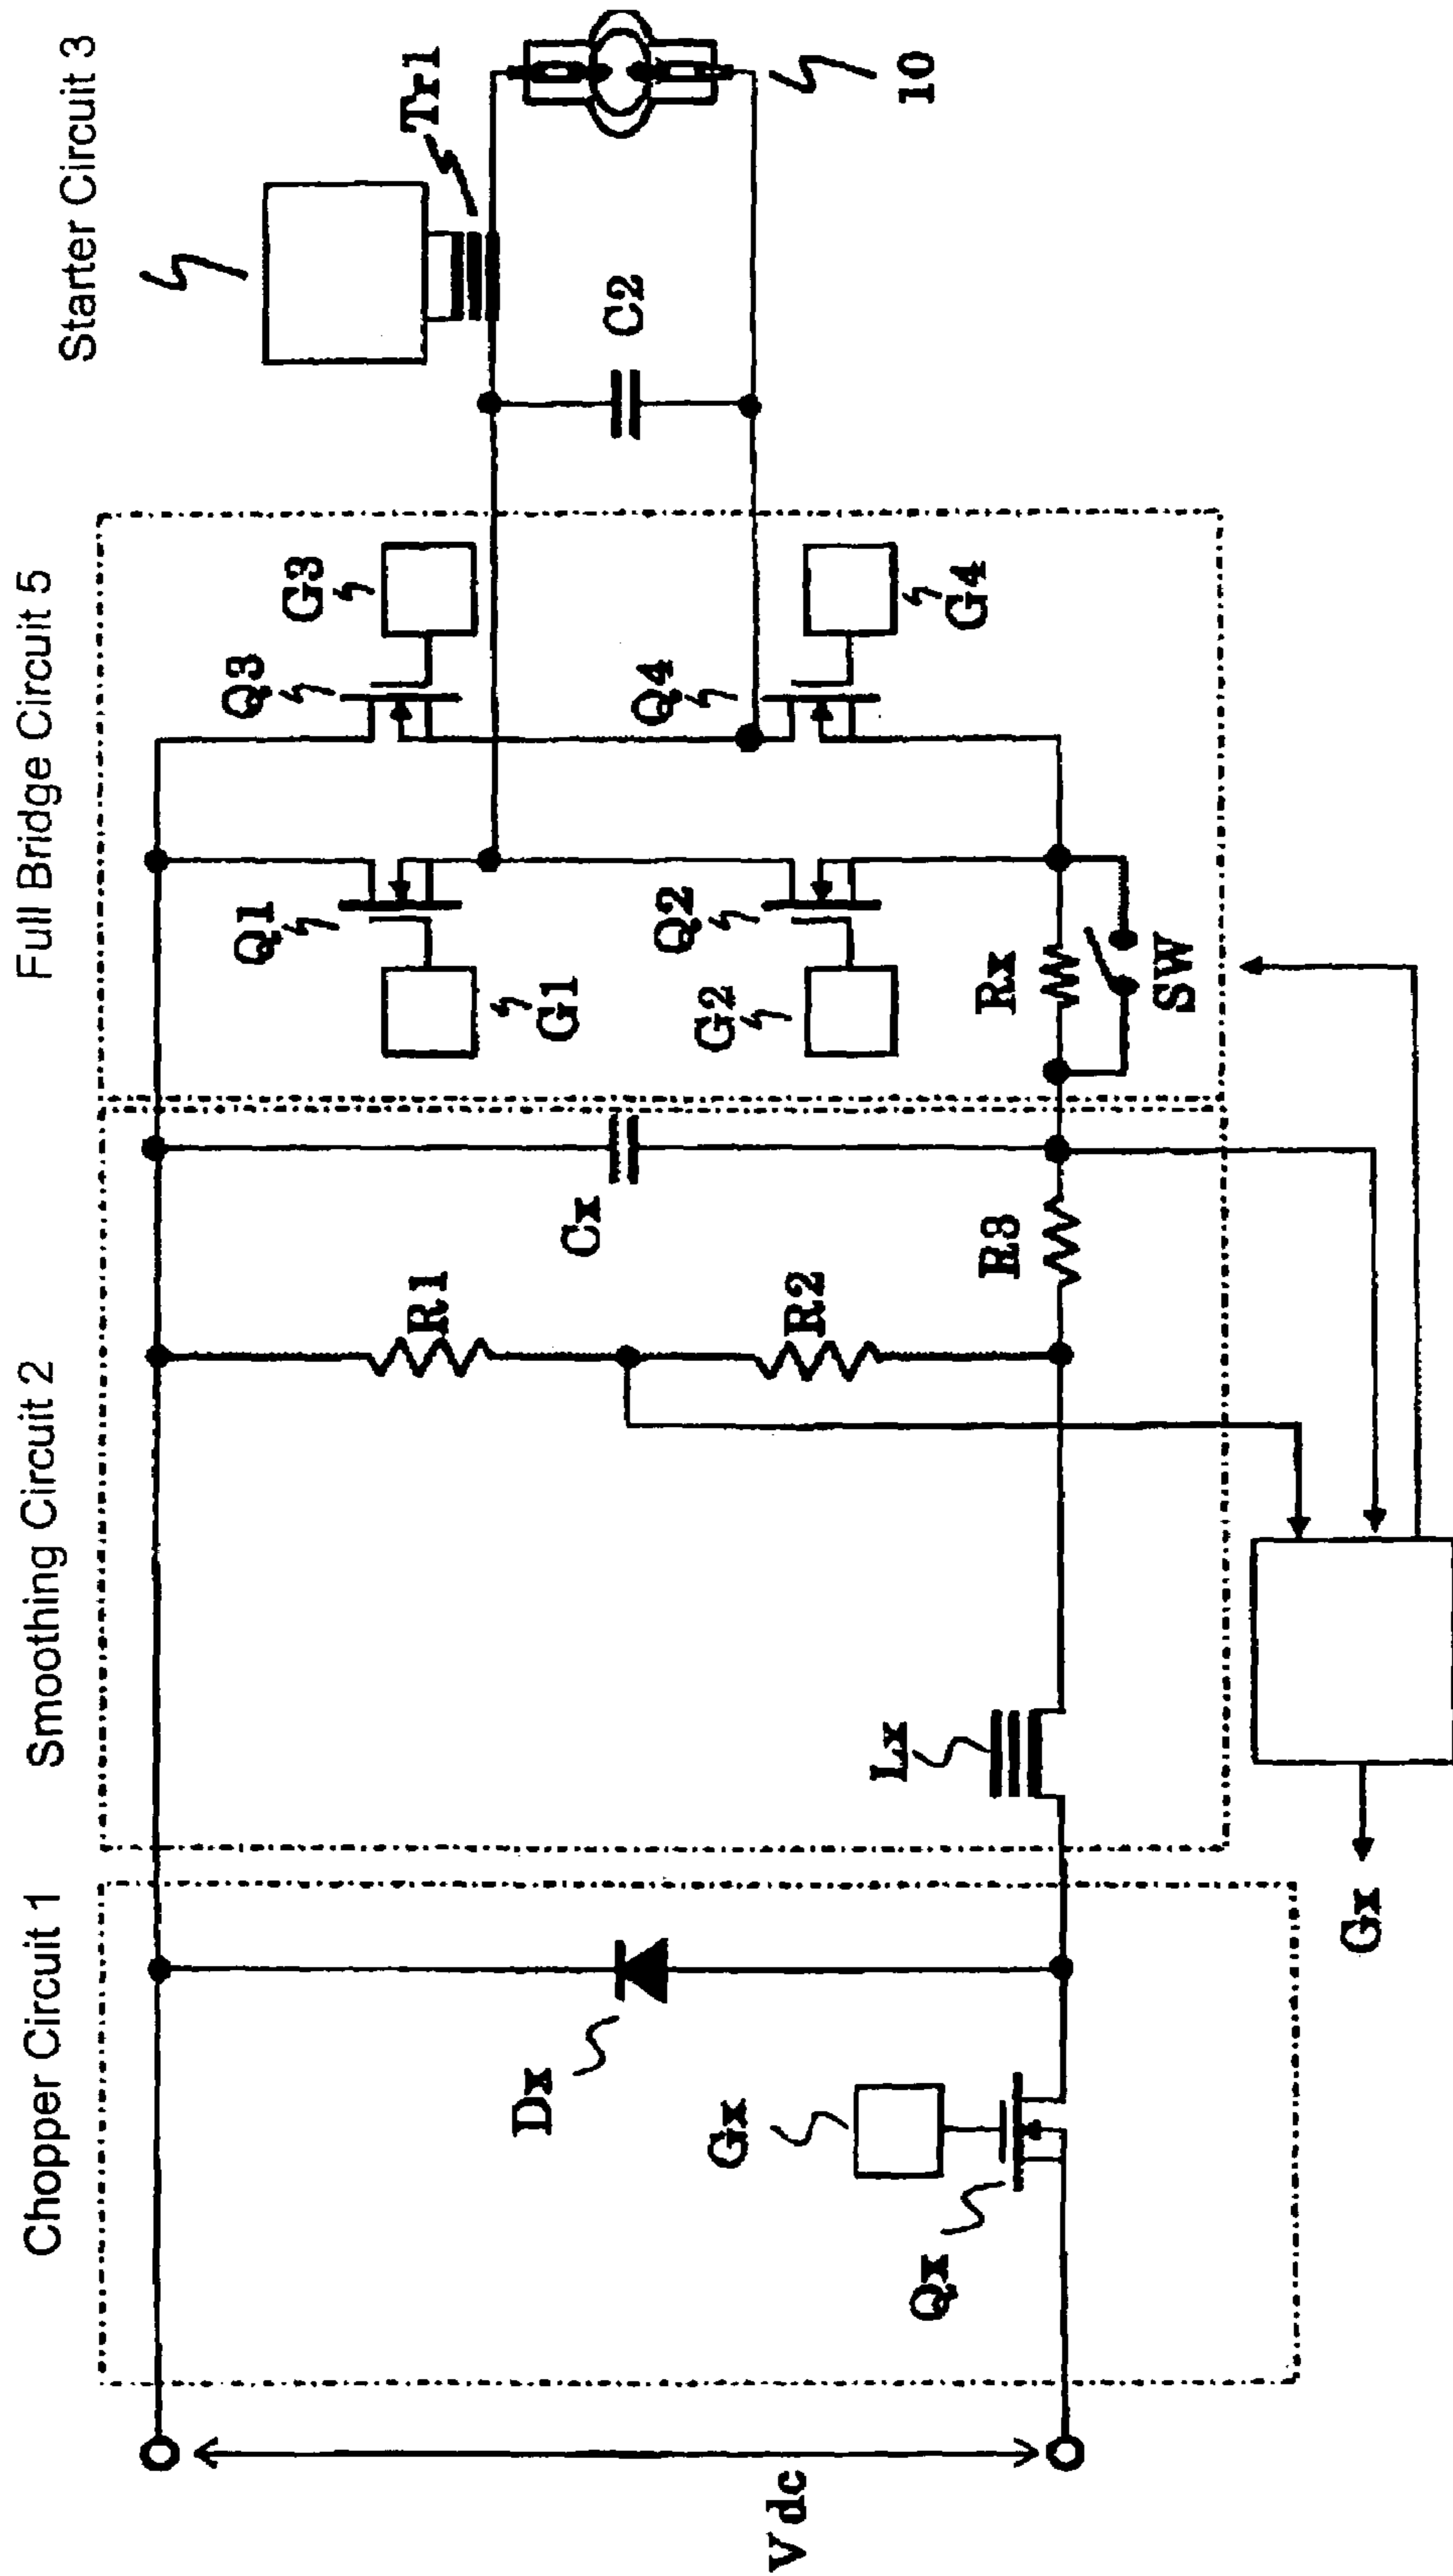 Chopper Circuit 1
Smoothing Circuit 2
Full Bridge Circuit 5
Starter Circuit 3
Tr1
Q1
Q3
G3
G1
C2
10
Dx
Cx
R1
Q2
Q4
G2
G4
R2
Vdc
Gx
Qx
Lx
R3
Rx
SW
Gx